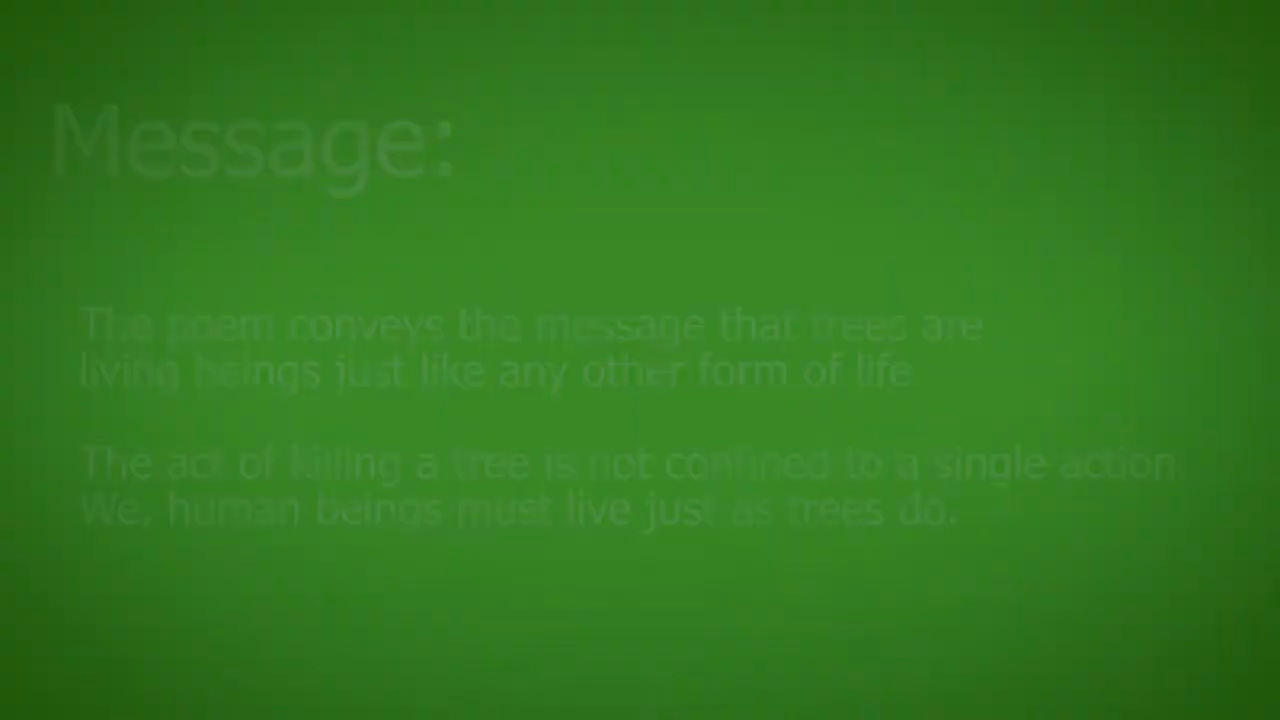 Message:
The poem conveys the message that trees are
living beings just like any other form of life
The act of killing a tree is not confined to a single action.
We, human beings must live just as trees do.